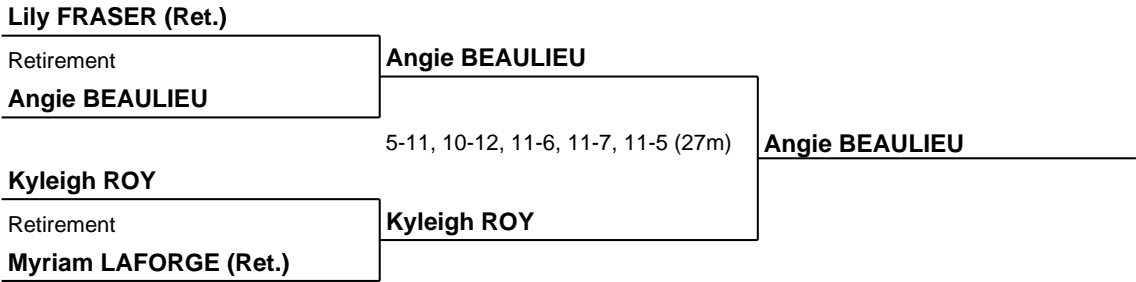 Lily FRASER (Ret.)
Retirement
Angie BEAULIEU
Angie BEAULIEU
5-11, 10-12, 11-6, 11-7, 11-5 (27m)
Angie BEAULIEU
Kyleigh ROY
Retirement
Kyleigh ROY
Myriam LAFORGE (Ret.)